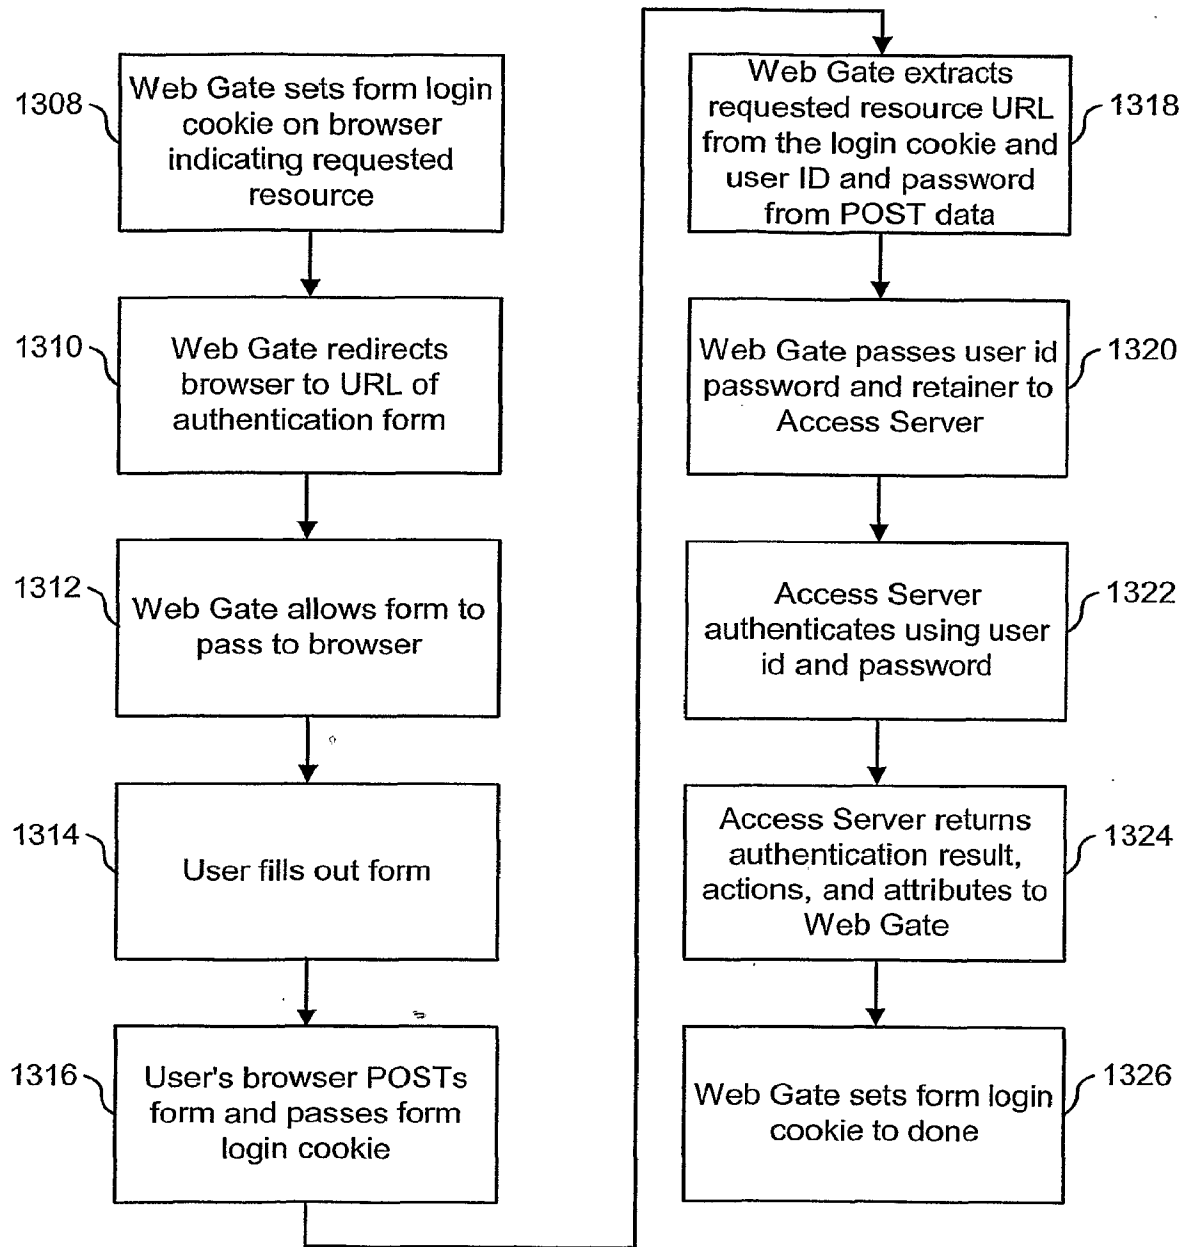 1308
Web Gate sets form login
cookie on browser
indicating requested
resource
1310
Web Gate redirects
browser to URL of
authentication form
1312
Web Gate allows form to
pass to browser
1314
User fills out form
1316
User's browser POSTs
form and passes form
login cookie
Web Gate extracts
requested resource URL
from the login cookie and
user ID and password
from POST data
1318
Web Gate passes user id
password and retainer to
Access Server
1320
Access Server
authenticates using user
id and password
1322
Access Server returns
authentication result,
actions, and attributes to
Web Gate
1324
Web Gate sets form login
cookie to done
1326